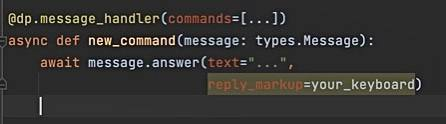 @dp.message_handler(commands=[...])
async def new_command(message: types.Message):
await message.answer(text="...",
reply_markup=your_keyboard)